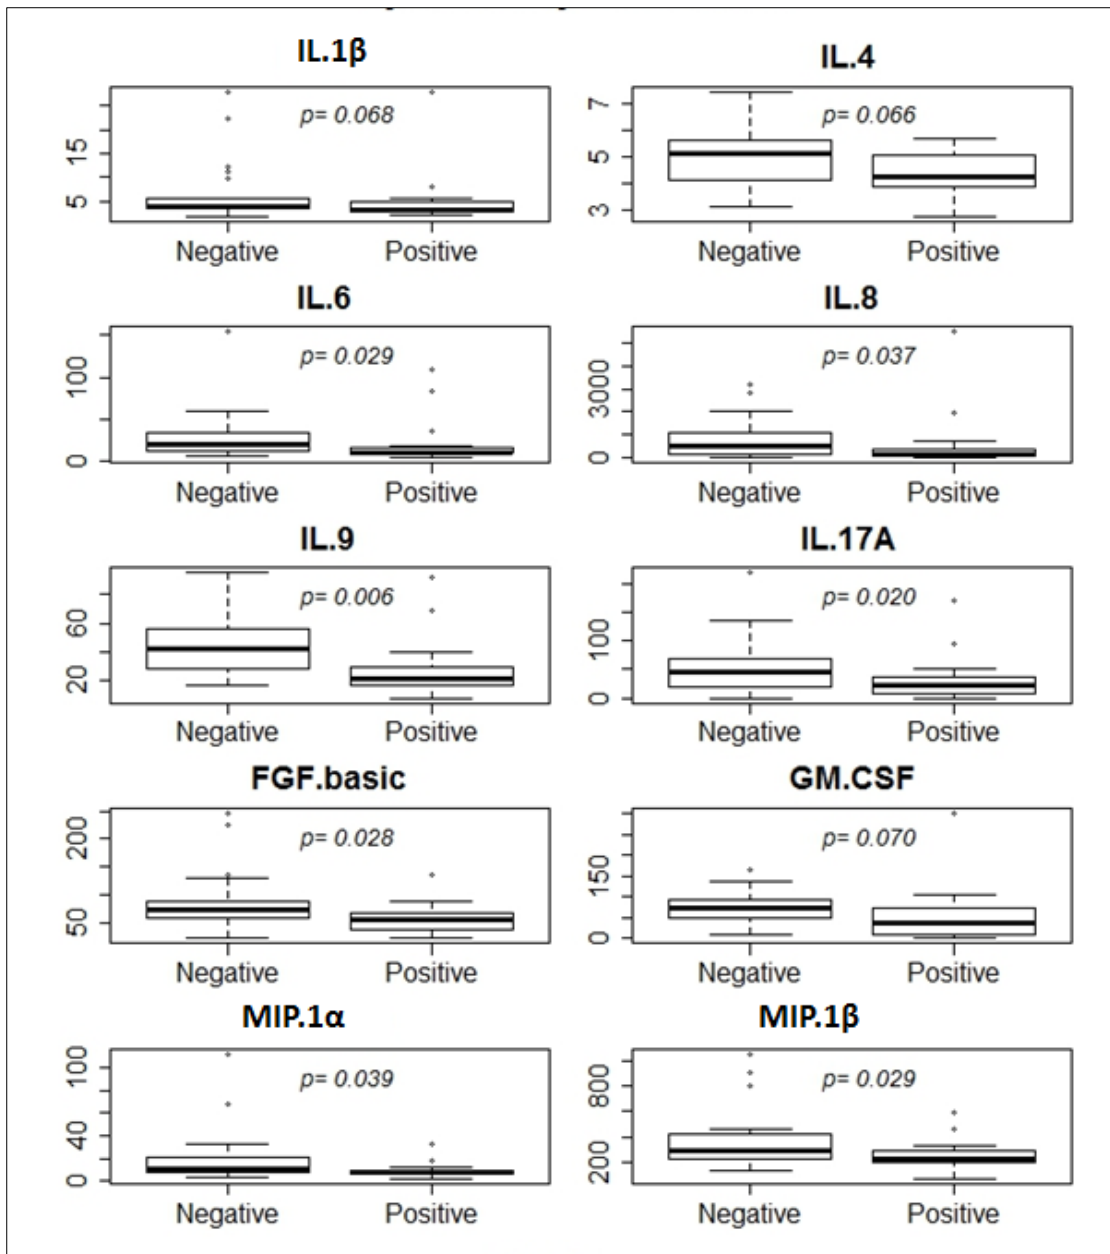 IL.1β IL.4
p= 0.068 p= 0.066
15 5 7 5 3
Negative Positive Negative Positive
IL.6 IL.8
p= 0.029 p= 0.037
100 0 3000 0
Negative Positive Negative Positive
IL.9 IL.17A
p= 0.006 p= 0.020
60 20 100 0
Negative Positive Negative Positive
FGF.basic GM.CSF
p= 0.028 p= 0.070
200 50 150 0
Negative Positive Negative Positive
MIP.1α MIP.1β
p= 0.039 p= 0.029
100 40 0 800 200
Negative Positive Negative Positive